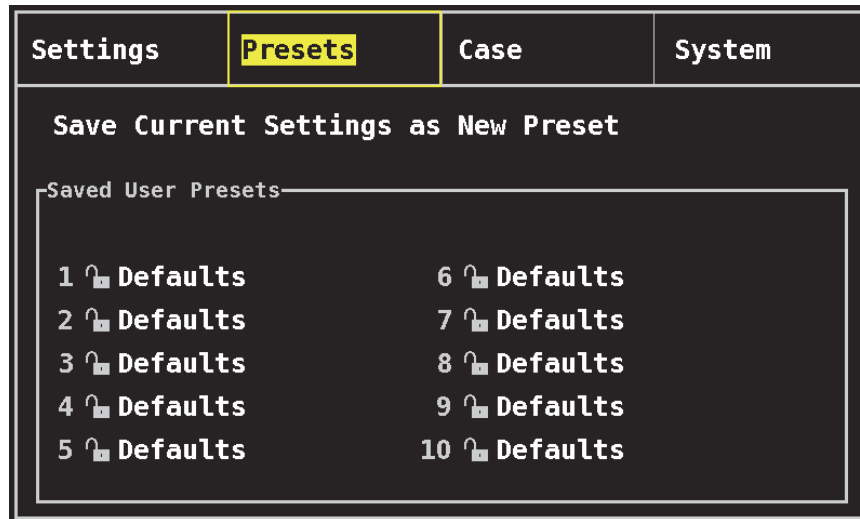 Settings Presets Case System
Save Current Settings as New Preset
Saved User Presets
1 Defaults 6 Defaults
2 Defaults 7 Defaults
3 Defaults 8 Defaults
4 Defaults 9 Defaults
5 Defaults 10 Defaults